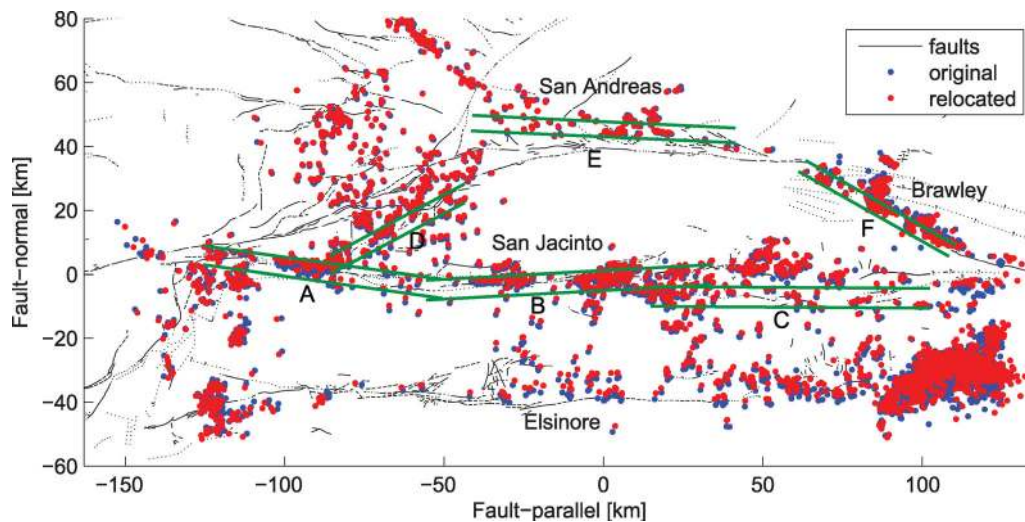 80
60
40
20
0
−20
−40
−60
Fault−normal [km]
−150
−100
−50
0
50
100
Fault−parallel [km]
faults
original
relocated
San Andreas
E
Brawley
F
D
San Jacinto
A
B
C
Elsinore